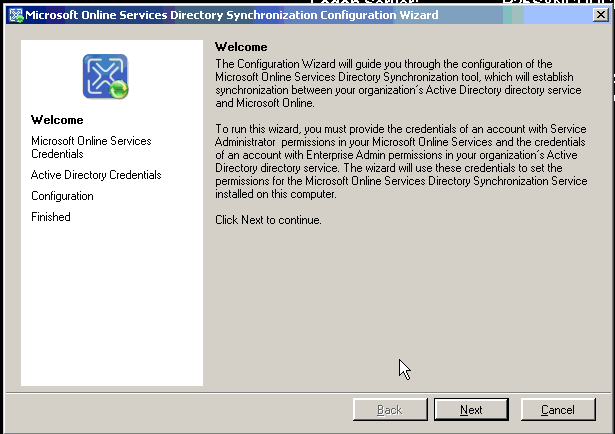 Microsoft Online Services Directory Synchronization Configuration Wizard
Welcome
Microsoft Online Services
Credentials
Active Directory Credentials
Configuration
Finished
Welcome
The Configuration Wizard will guide you through the configuration of the
Microsoft Online Services Directory Synchronization tool, which will establish
synchronization between your organization's Active Directory directory service
and Microsoft Online.
To run this wizard, you must provide the credentials of an account with Service
Administrator permissions in your Microsoft Online Services and the credentials
of an account with Enterprise Admin permissions in your organization's Active
Directory directory service. The wizard will use these credentials to set the
permissions for the Microsoft Online Services Directory Synchronization Service
installed on this computer.
Click Next to continue.
Back
Next
Cancel